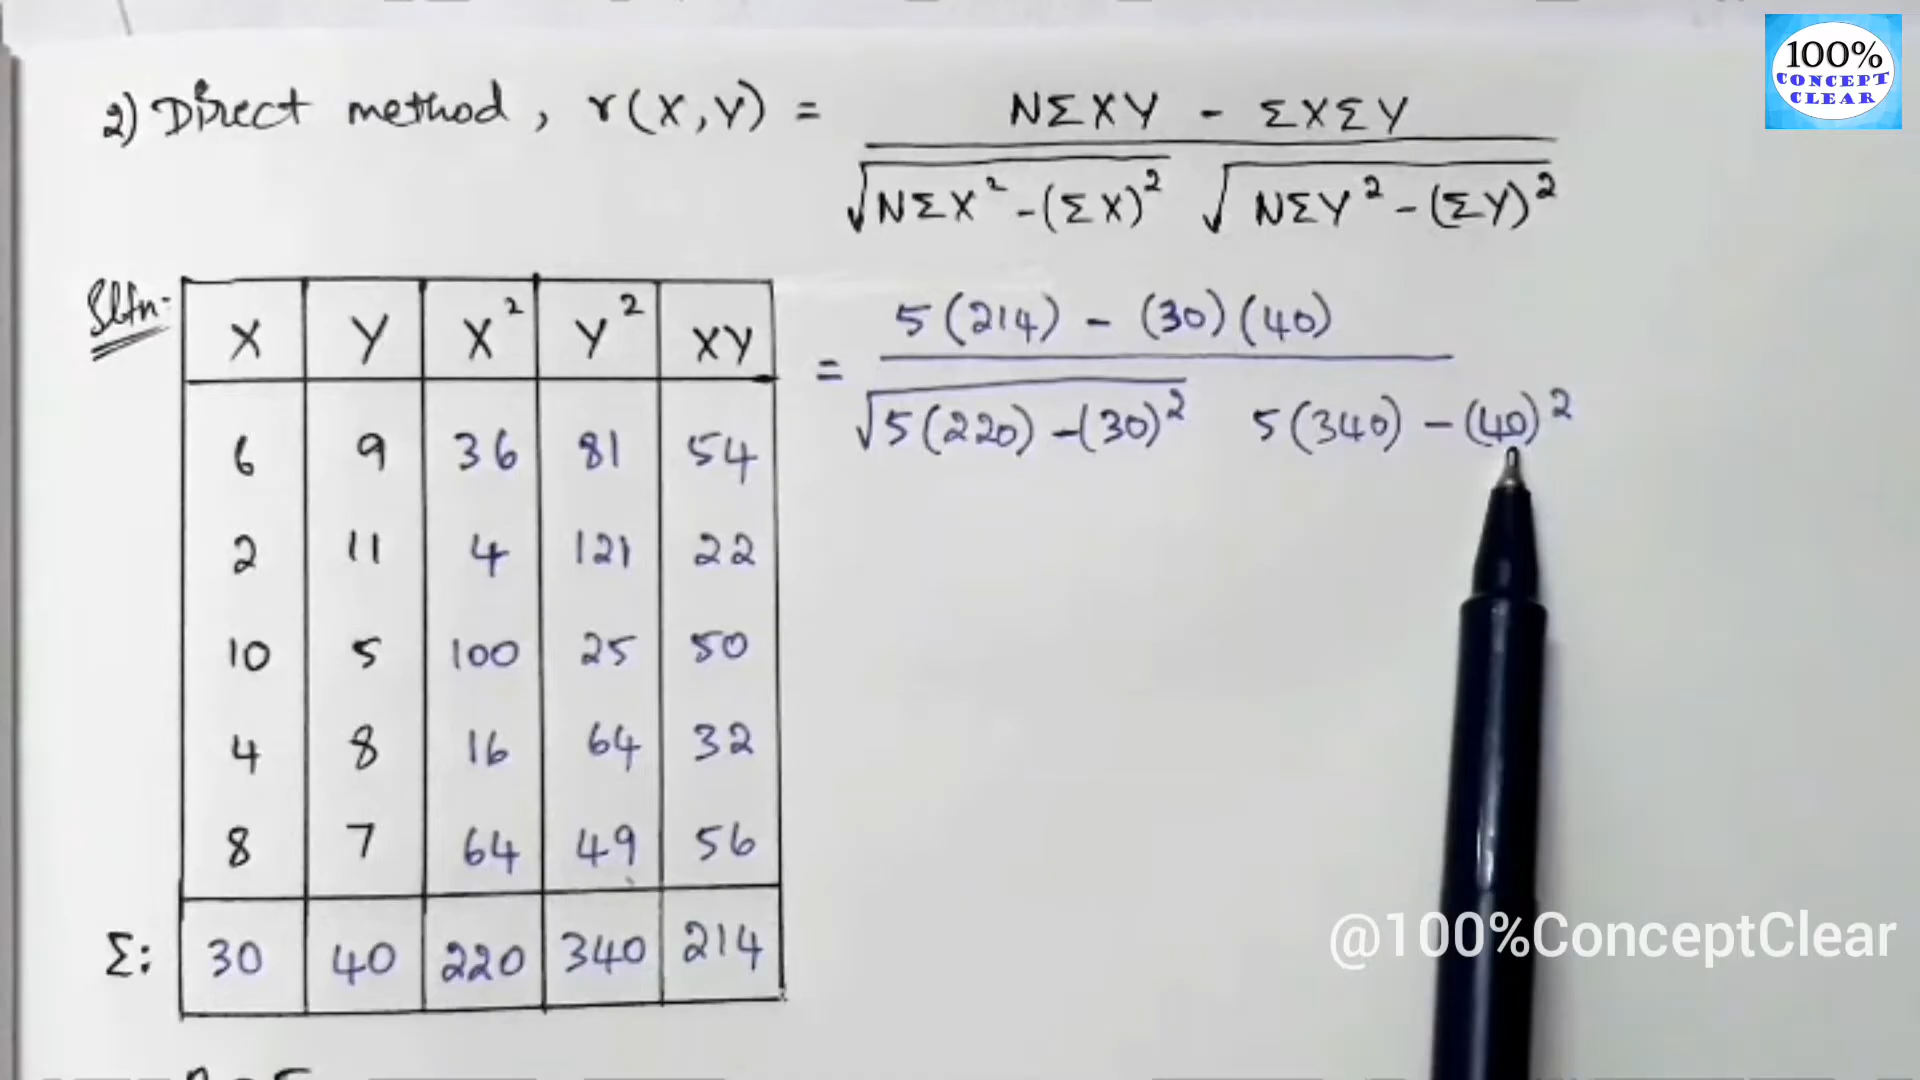 100%
CONCEPT
CLEAR
2) Direct method, r(X,Y) = NΣXY - ΣXΣY
√NΣX² -(ΣX)² √NΣY² -(ΣY)²
Sltn:-
X Y X² Y² XY
= 5(214) - (30)(40)
√5(220) -(30)² 5(340) -(40)²
6 9 36 81 54
2 11 4 121 22
10 5 100 25 50
4 8 16 64 32
8 7 64 49 56
Σ: 30 40 220 340 214
@100%ConceptClear